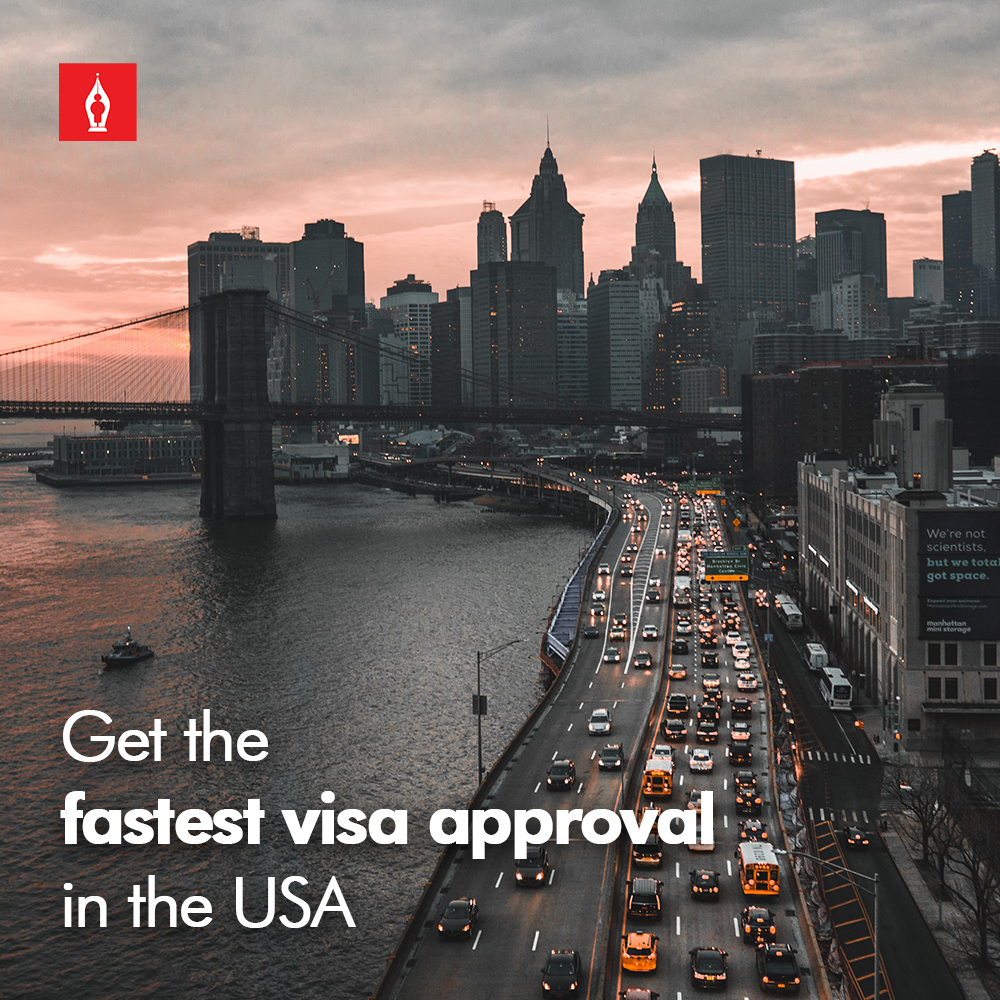 We're not
scientists.
but we total
got space.
manhattan
mini storage
Get the
fastest visa approval
in the USA